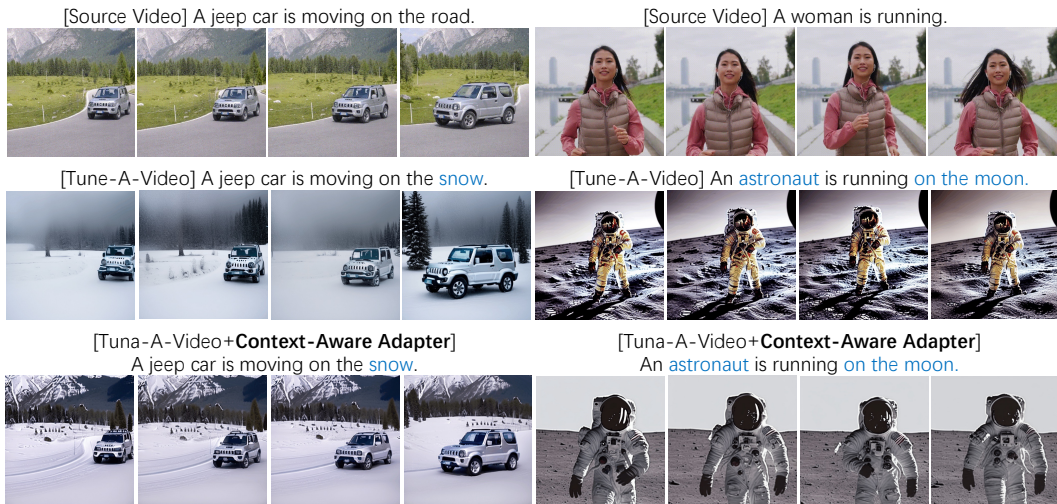 [Source Video] A jeep car is moving on the road.
[Source Video] A woman is running.
[Tune-A-Video] A jeep car is moving on the snow.
[Tune-A-Video] An astronaut is running on the moon.
[Tuna-A-Video+Context-Aware Adapter]
A jeep car is moving on the snow.
[Tuna-A-Video+Context-Aware Adapter]
An astronaut is running on the moon.